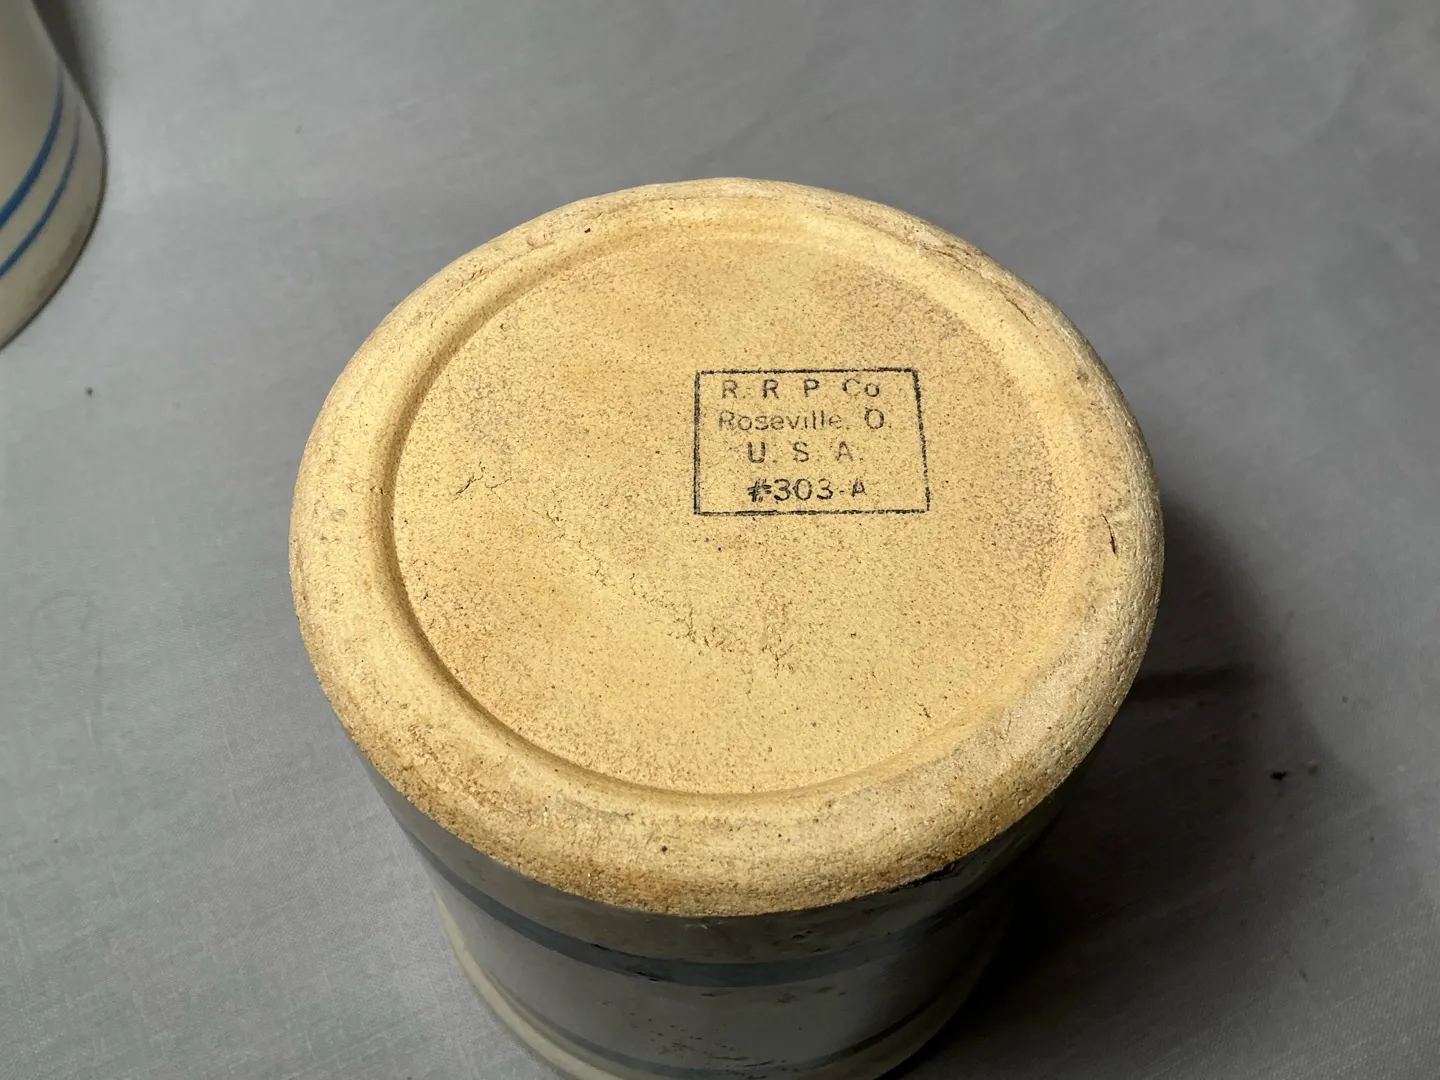 R. R. P. Co
Roseville, O.
U. S. A.
#303-A